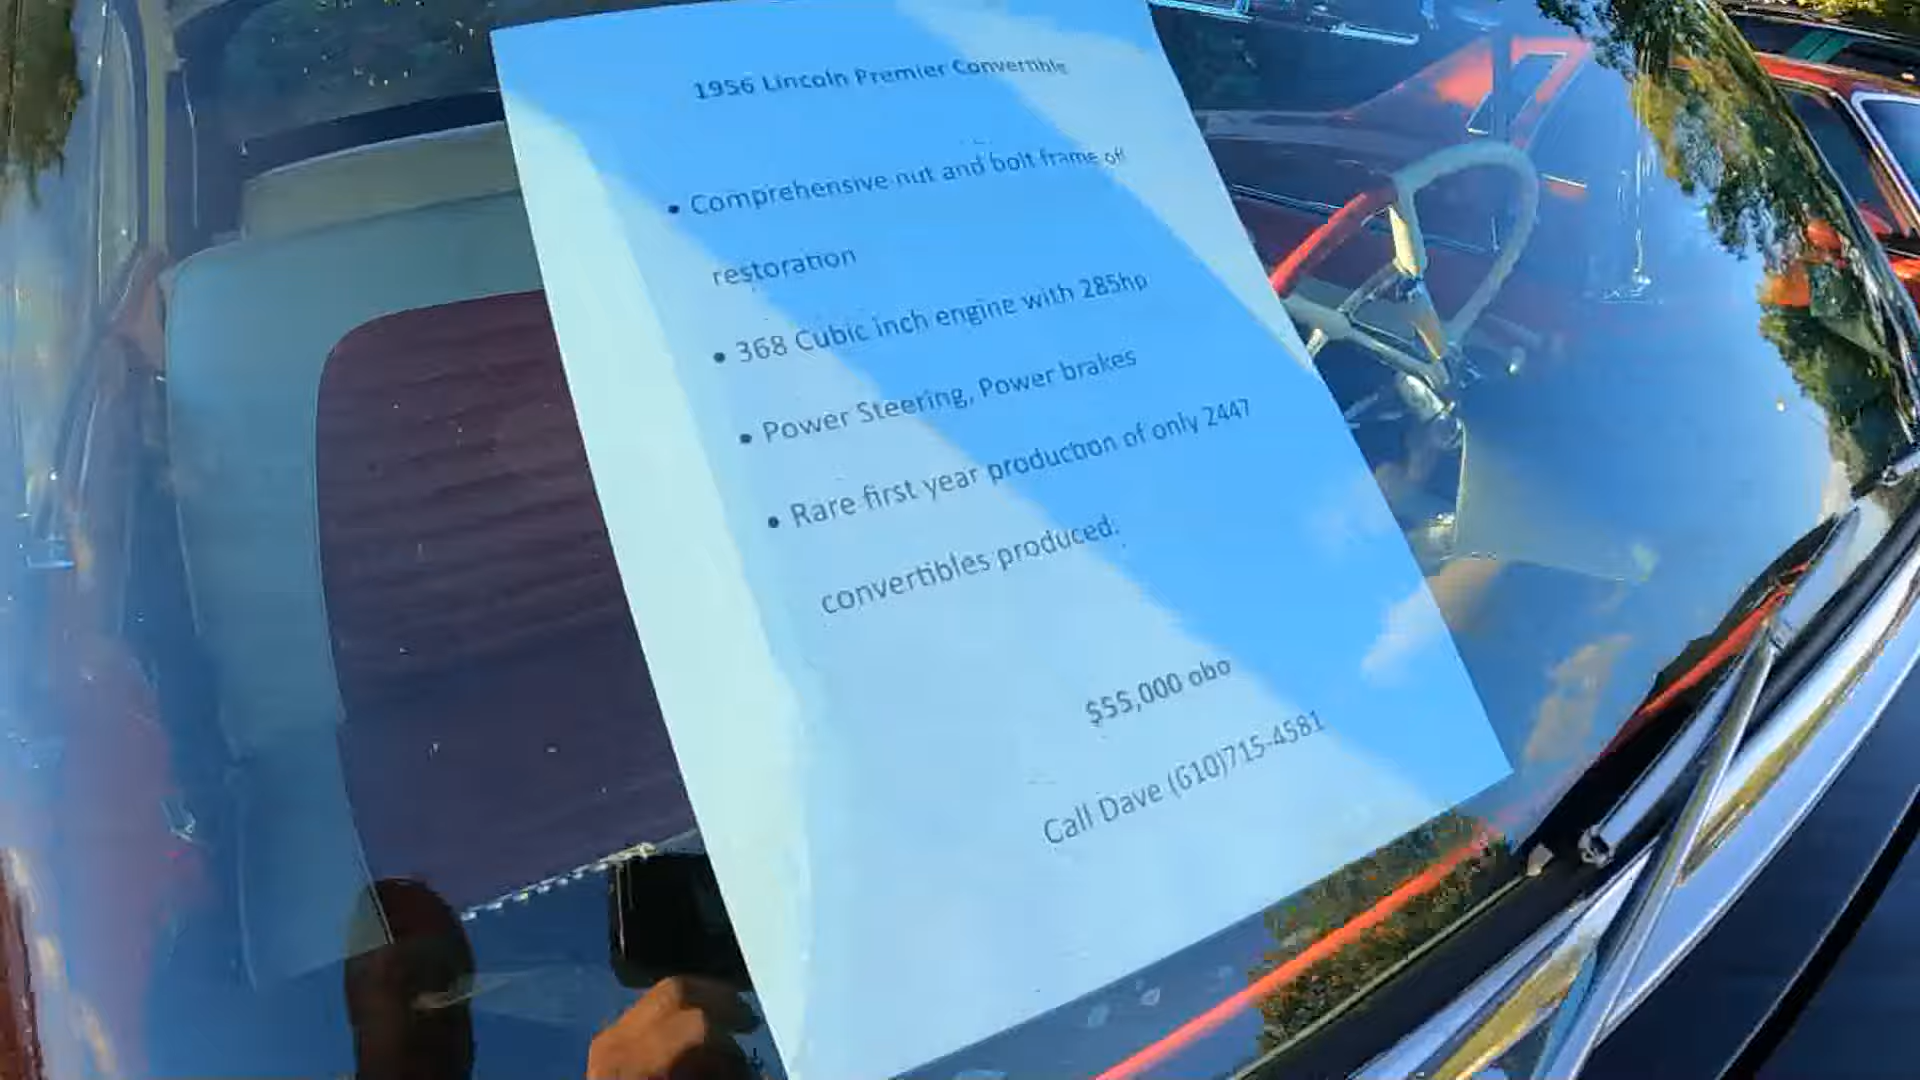 1956 Lincoln Premier Convertible
• Comprehensive nut and bolt frame off
restoration
• 368 Cubic inch engine with 285hp
• Power Steering, Power brakes
• Rare first year production of only 2447
convertibles produced.
$55,000 obo
Call Dave (610)715-4581